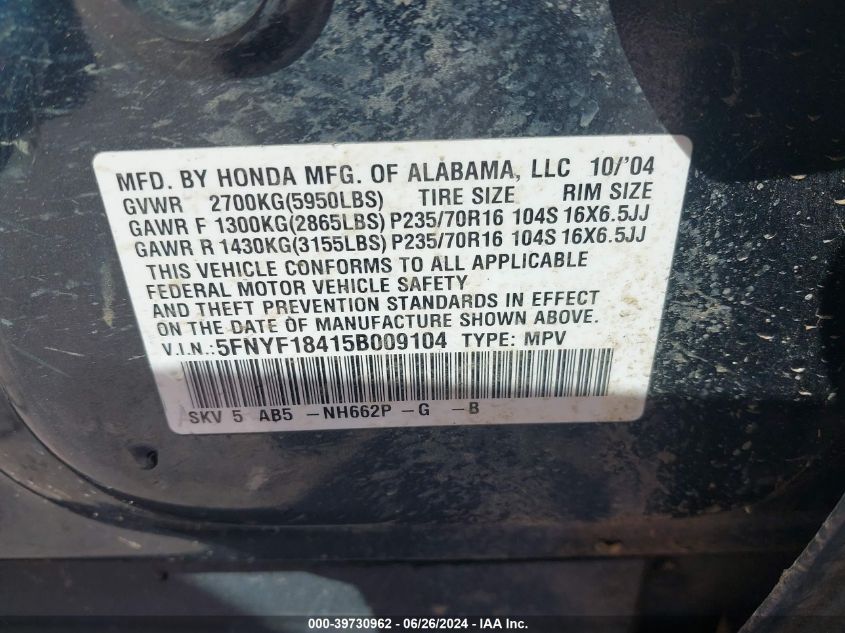 MFD. BY HONDA MFG. OF ALABAMA, LLC 10/'04
GVWR 2700KG(5950LBS) TIRE SIZE RIM SIZE
GAWR F 1300KG(2865LBS) P235/70R16 104S 16X6.5JJ
GAWR R 1430KG(3155LBS) P235/70R16 104S 16X6.5JJ
THIS VEHICLE CONFORMS TO ALL APPLICABLE
FEDERAL MOTOR VEHICLE SAFETY
AND THEFT PREVENTION STANDARDS IN EFFECT
ON THE DATE OF MANUFACTURE SHOWN ABOVE.
V.I.N.:5FNYF18415B009104 TYPE: MPV
SKV 5 AB5 -NH662P -G -B
000-39730962 - 06/26/2024 - IAAI Inc.